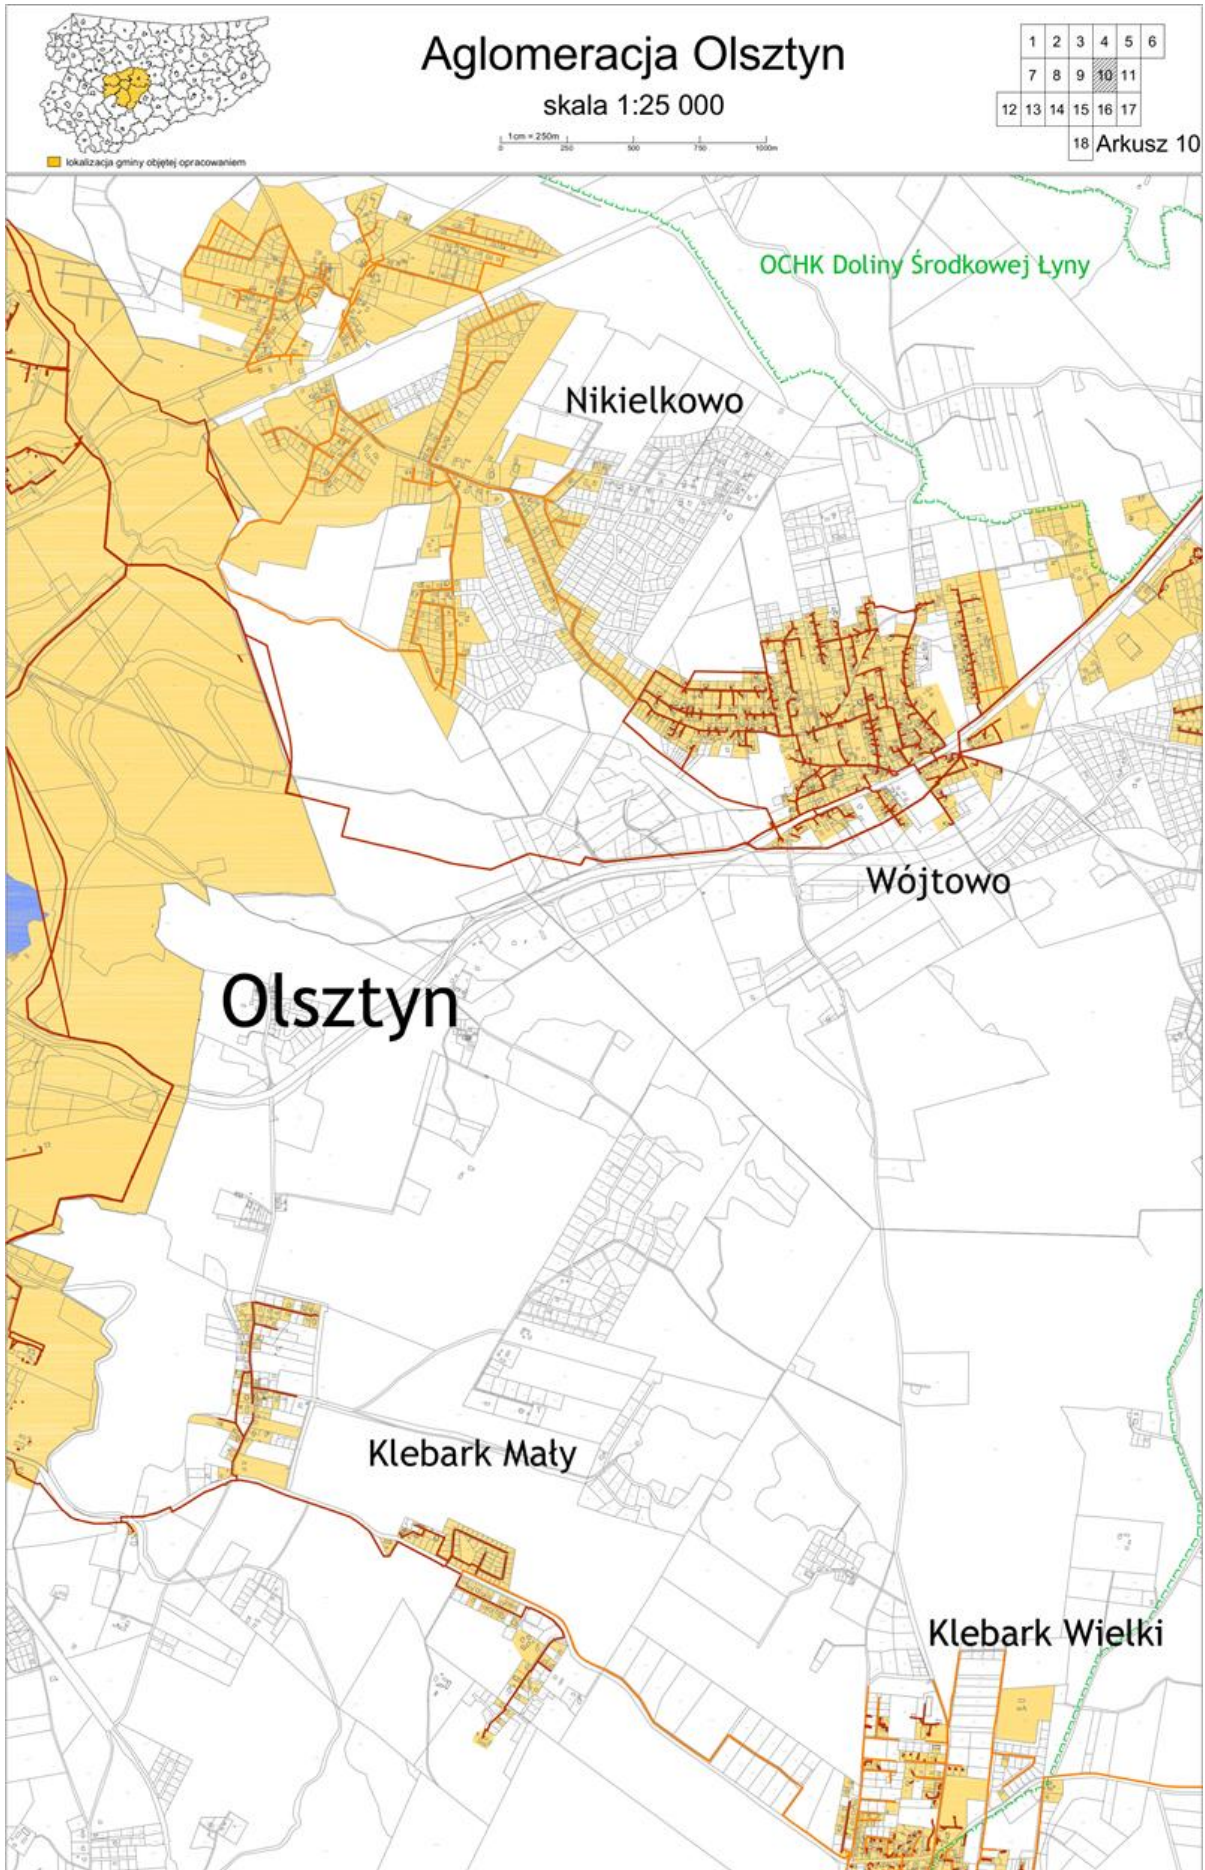 Aglomeracja Olsztyn
skala 1:25 000
1cm = 250m
0 250 500 750 1000m
lokalizacja gminy objętej opracowaniem
1 2 3 4 5 6
7 8 9 10 11
12 13 14 15 16 17
18 Arkusz 10
OCHK Doliny Środkowej Łyny
Nikielkowo
Wójtowo
Olsztyn
Klebark Mały
Klebark Wielki